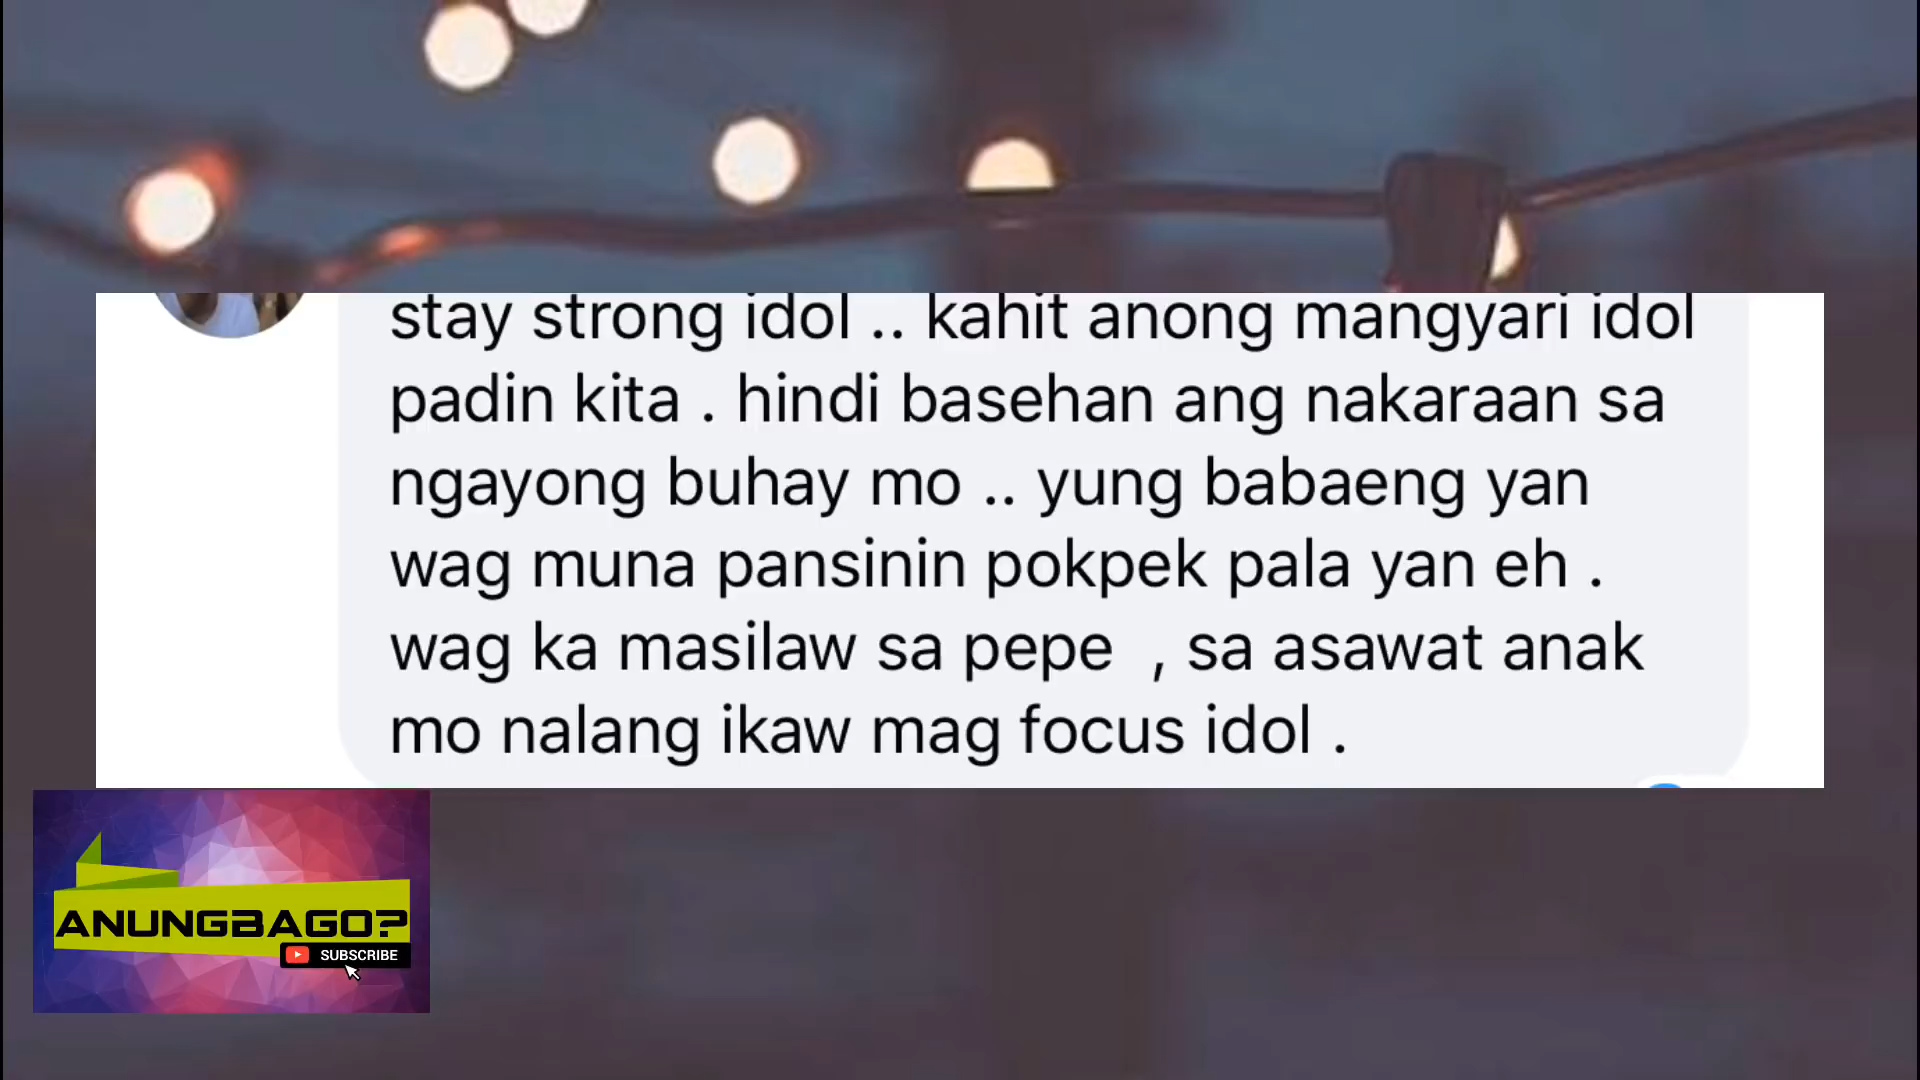 stay strong idol .. kahit anong mangyari idol
padin kita . hindi basehan ang nakaraan sa
ngayong buhay mo .. yung babaeng yan
wag muna pansinin pokpek pala yan eh .
wag ka masilaw sa pepe , sa asawat anak
mo nalang ikaw mag focus idol .
ANUNGBAGO?
SUBSCRIBE